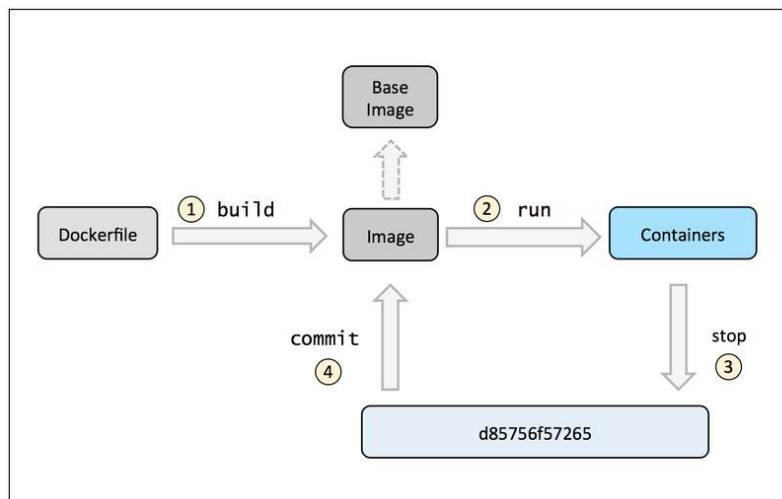 Base
Image
1 build
2 run
Dockerfile
Image
Containers
commit
4
stop
3
d85756f57265